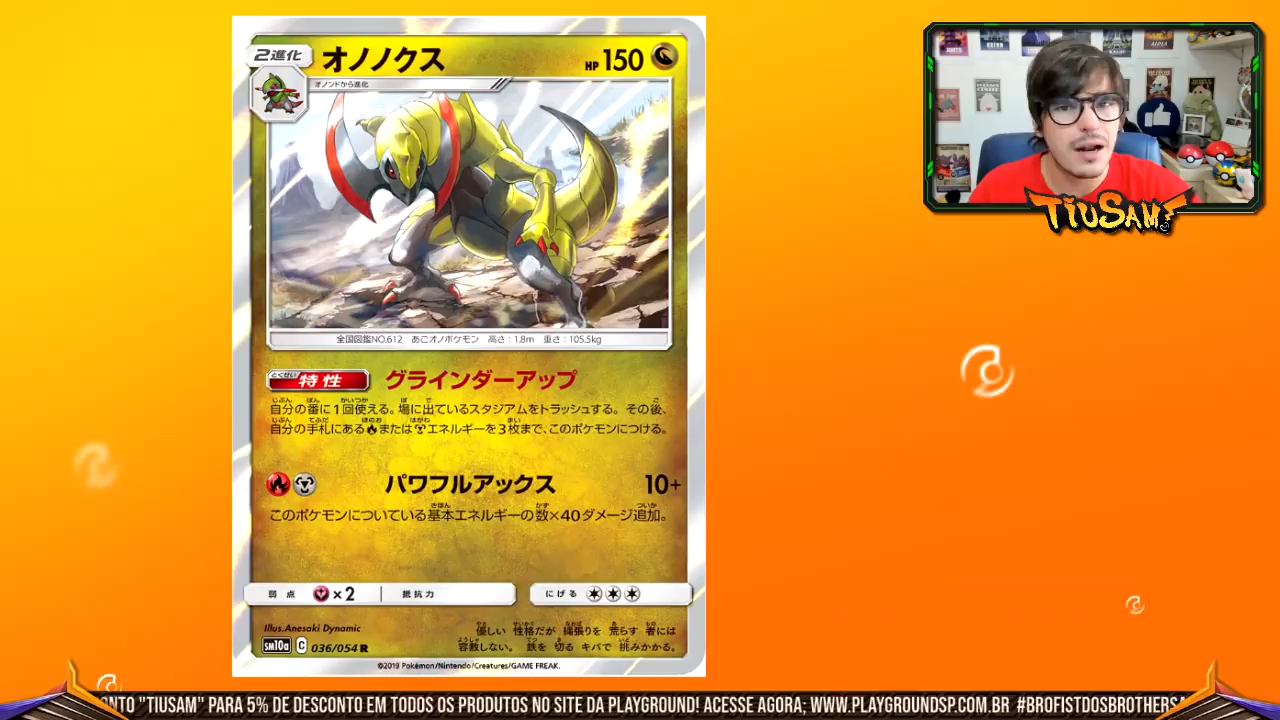 2進化
オノノクス
HP 150
オノンドから進化
全国図鑑NO.612 あごオノポケモン 高さ:1.8m 重さ:105.5kg
とくせい
特性 グラインダーアップ
自分の番に1回使える。場に出ているスタジアムをトラッシュする。その後、
自分の手札にある または エネルギーを3枚まで、このポケモンにつける。
パワフルアックス 10+
このポケモンについている基本エネルギーの数×40ダメージ追加。
弱点 ×2 抵抗力 にげる
Illus.Anesaki Dynamic
優しい 性格だが 縄張りを 荒らす 者には
容赦しない。 鉄を 切る キバで 挑みかかる。
SM10a C 036/054 R
©2019 Pokémon/Nintendo/Creatures/GAME FREAK.
TIUSAM
ONTO "TIUSAM" PARA 5% DE DESCONTO EM TODOS OS PRODUTOS NO SITE DA PLAYGROUND! ACESSE AGORA; WWW.PLAYGROUNDSP.COM.BR #BROFISTDOSBROTHERSA